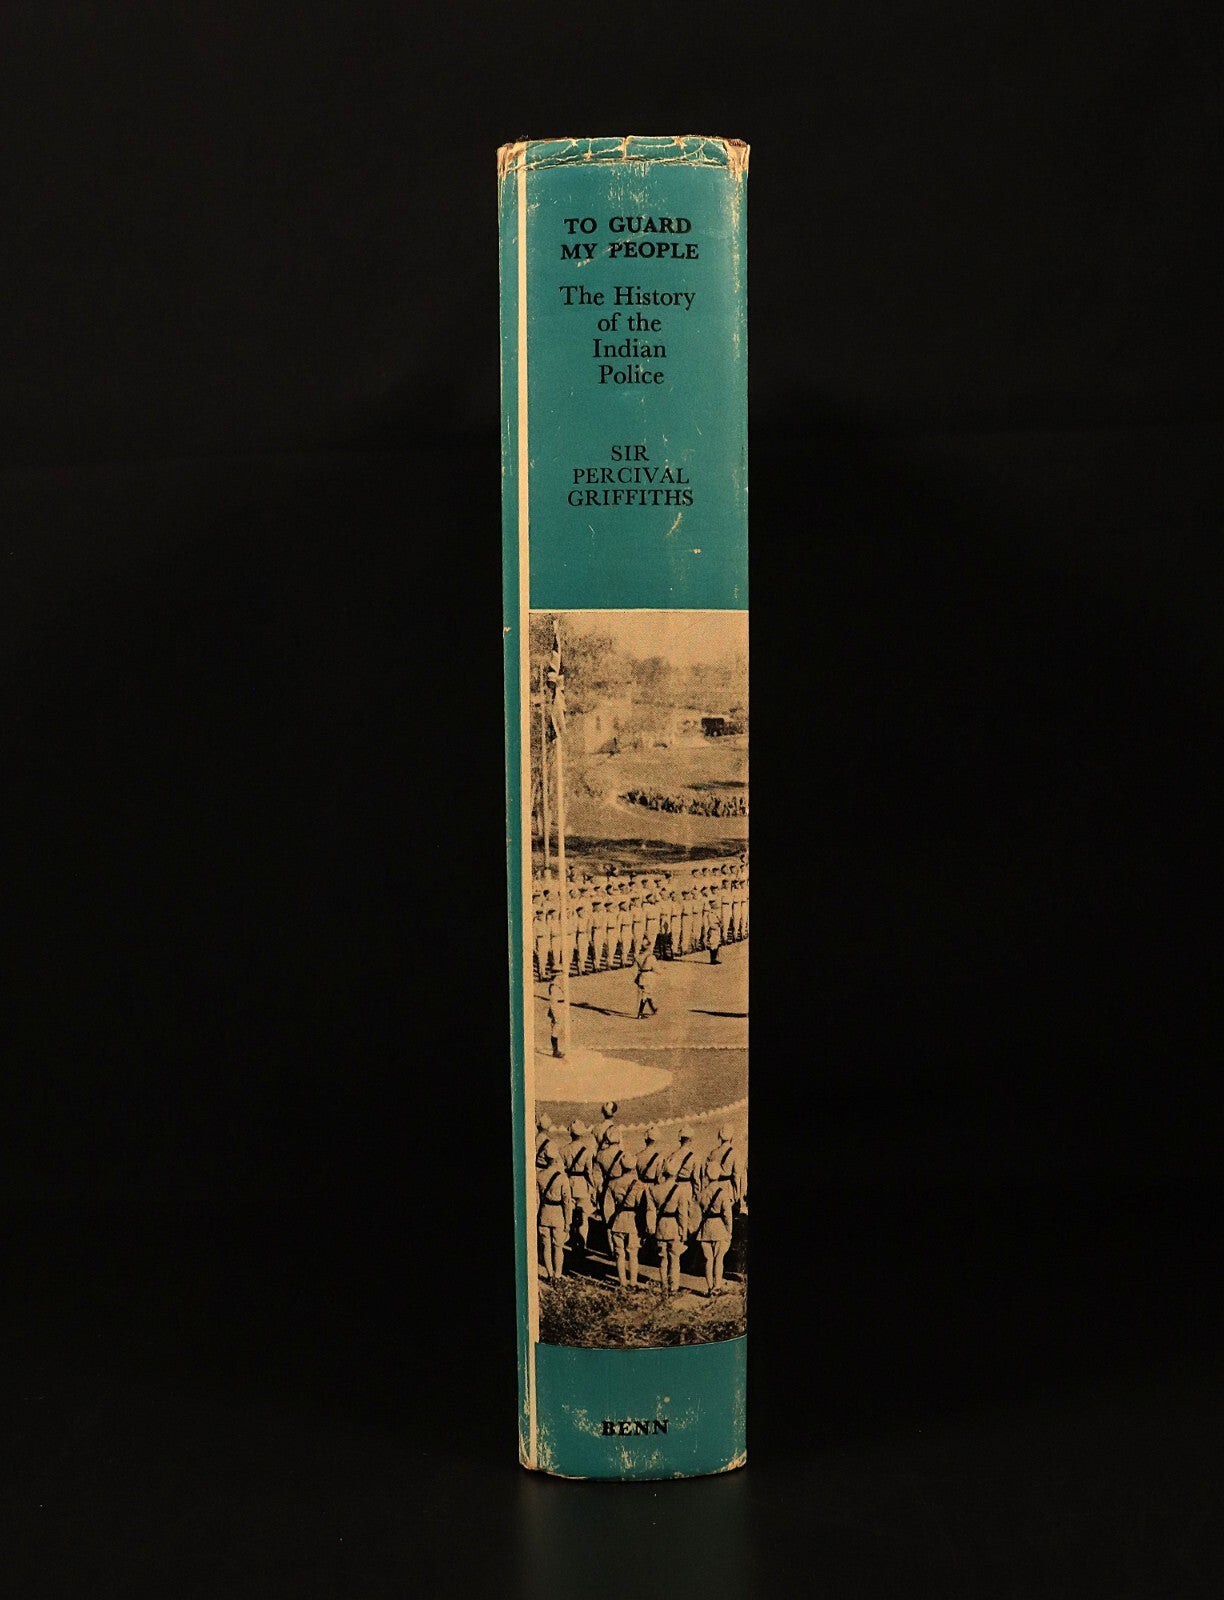 TO GUARD
MY PEOPLE
The History
of the
Indian
Police
SIR
PERCIVAL
GRIFFITHS
BENN